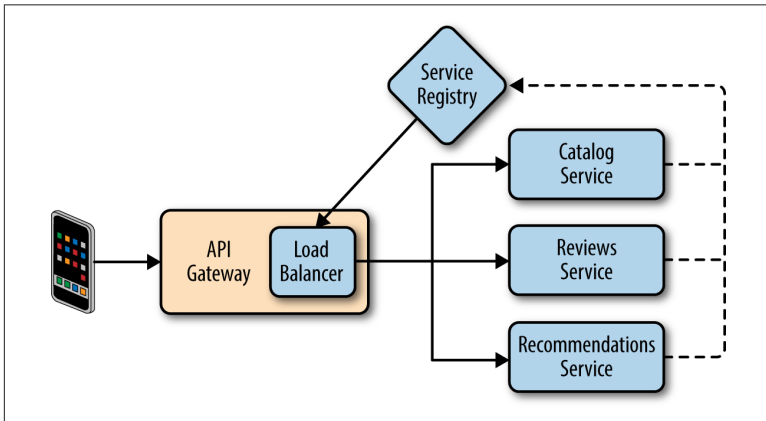 Service
Registry
Catalog
Service
API
Gateway
Load
Balancer
Reviews
Service
Recommendations
Service